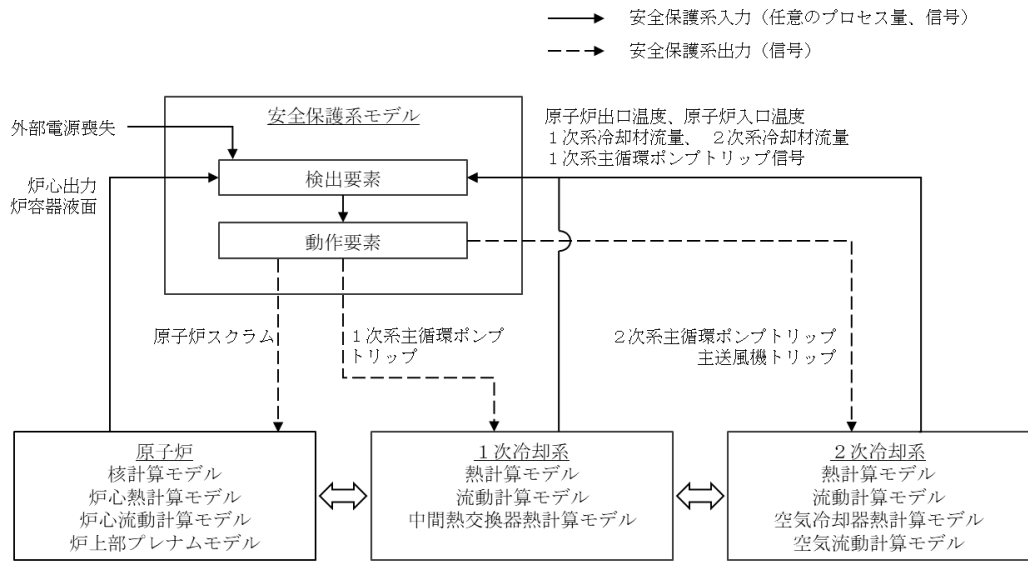 安全保護系入力（任意のプロセス量、信号）
安全保護系出力（信号）
安全保護系モデル
外部電源喪失
検出要素
動作要素
原子炉出口温度、原子炉入口温度
１次系冷却材流量、２次系冷却材流量
１次系主循環ポンプトリップ信号
炉心出力
炉容器液面
原子炉スクラム
１次系主循環ポンプ
トリップ
２次系主循環ポンプトリップ
主送風機トリップ
原子炉
核計算モデル
炉心熱計算モデル
炉心流動計算モデル
炉上部プレナムモデル
１次冷却系
熱計算モデル
流動計算モデル
中間熱交換器熱計算モデル
２次冷却系
熱計算モデル
流動計算モデル
空気冷却器熱計算モデル
空気流動計算モデル